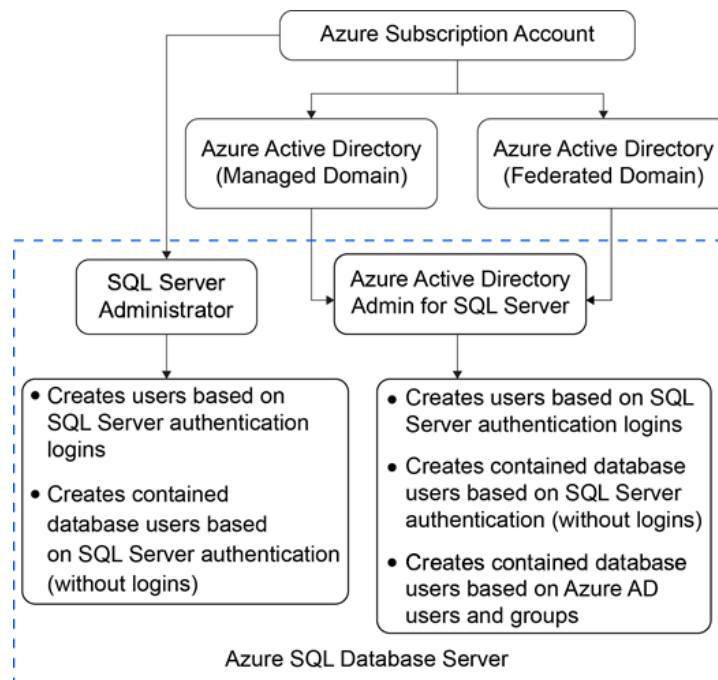 Azure Subscription Account
Azure Active Directory
(Managed Domain)
Azure Active Directory
(Federated Domain)
SQL Server
Administrator
Azure Active Directory
Admin for SQL Server
• Creates users based on
SQL Server authentication
logins
• Creates contained
database users based
on SQL Server authentication
(without logins)
• Creates users based on SQL
Server authentication logins
• Creates contained database
users based on SQL Server
authentication (without logins)
• Creates contained database
users based on Azure AD
users and groups
Azure SQL Database Server